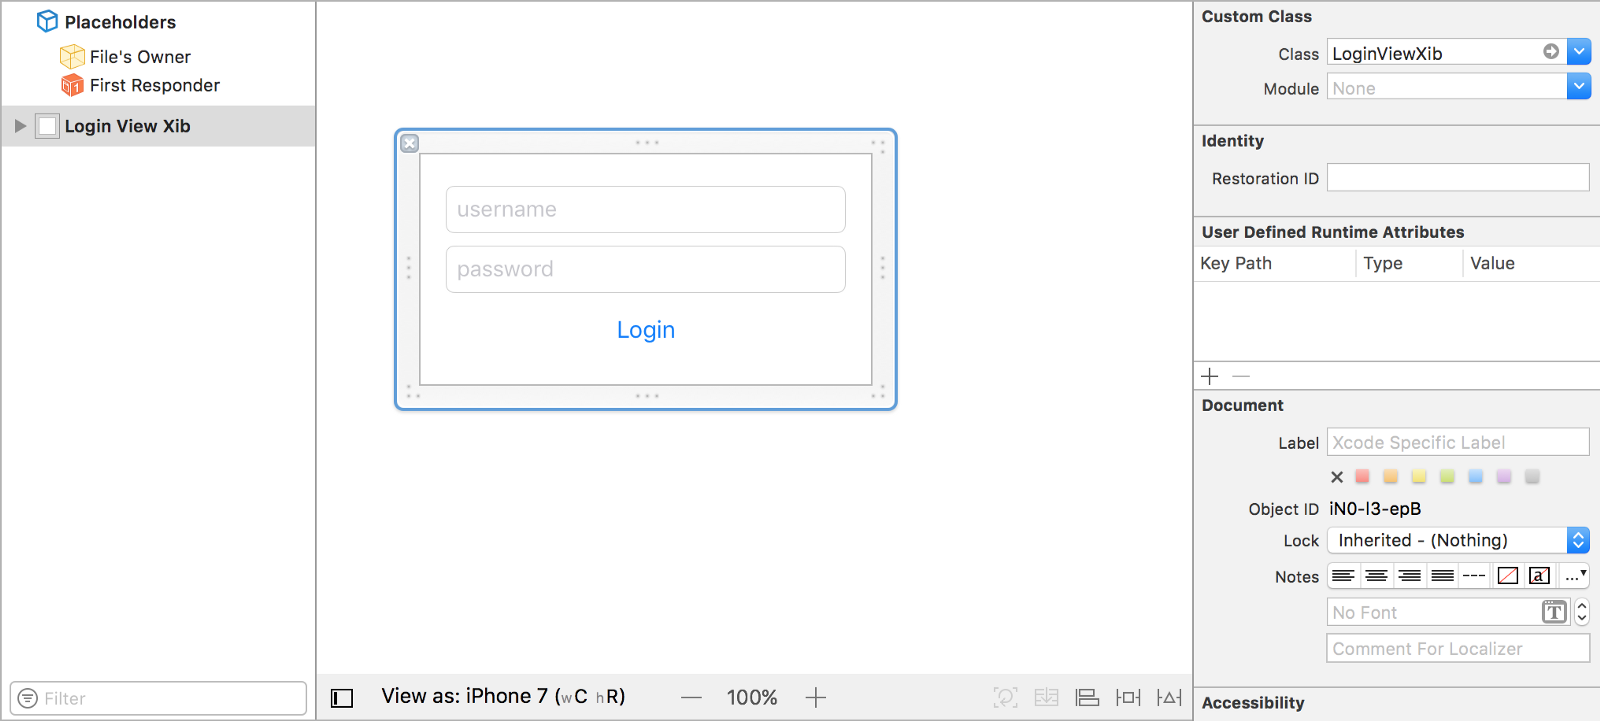 Placeholders
File's Owner
First Responder
Login View Xib
Filter
username
password
Login
View as: iPhone 7 (wC hR)
100%
Custom Class
Class LoginViewXib
Module None
Identity
Restoration ID
User Defined Runtime Attributes
Key Path Type Value
Document
Label Xcode Specific Label
Object ID iN0-l3-epB
Lock Inherited - (Nothing)
Notes
No Font
Comment For Localizer
Accessibility